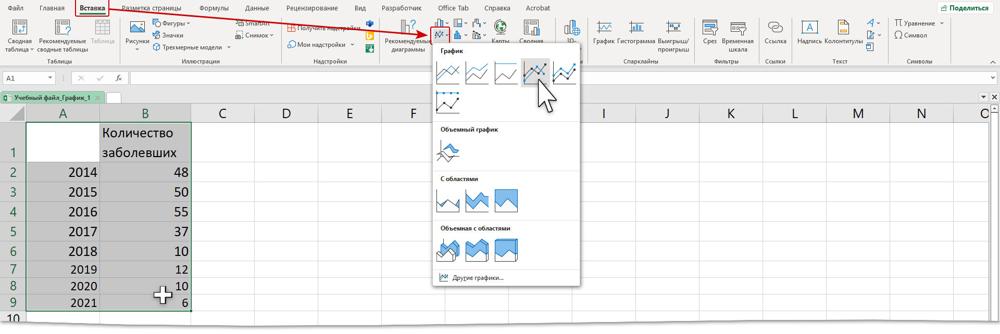 Файл Главная Вставка Разметка страницы Формулы Данные Рецензирование Вид Разработчик Office Tab Справка Acrobat Поделиться
Сводная таблица
Рекомендуемые сводные таблицы
Таблица
Таблицы
Рисунки
Фигуры
Значки
Трехмерные модели
SmartArt
Снимок
Иллюстрации
Получить надстройки
Мои надстройки
Надстройки
Рекомендуемые
диаграммы
Карты
Сводная
3D-
График Гистограмма Выигрыш/
проигрыш
Спарклайны
Срез Временная
шкала
Фильтры
Ссылка
Ссылки
Надпись Колонтитулы
Текст
Уравнение
Символ
Символы
A1
fx
Учебный файл_График_1
A B C D E F I J K L M N O
1 Количество
заболевших
2 2014 48
3 2015 50
4 2016 55
5 2017 37
6 2018 10
7 2019 12
8 2020 10
9 2021 6
10
График
Объемный график
С областями
Объемная с областями
Другие графики...